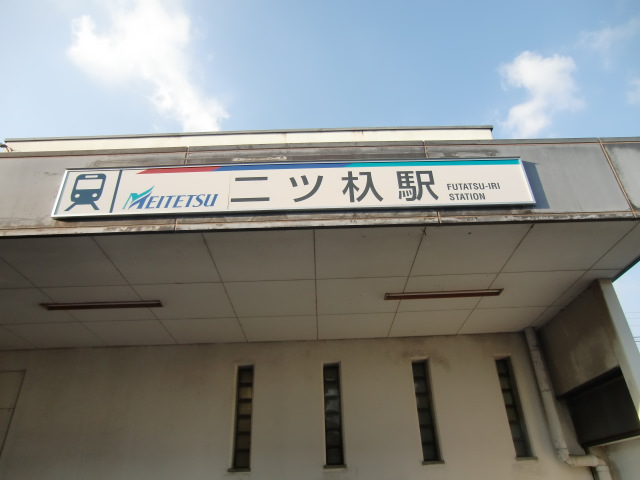 MEITETSU 二ツ杁駅 FUTATSU-IRI
STATION